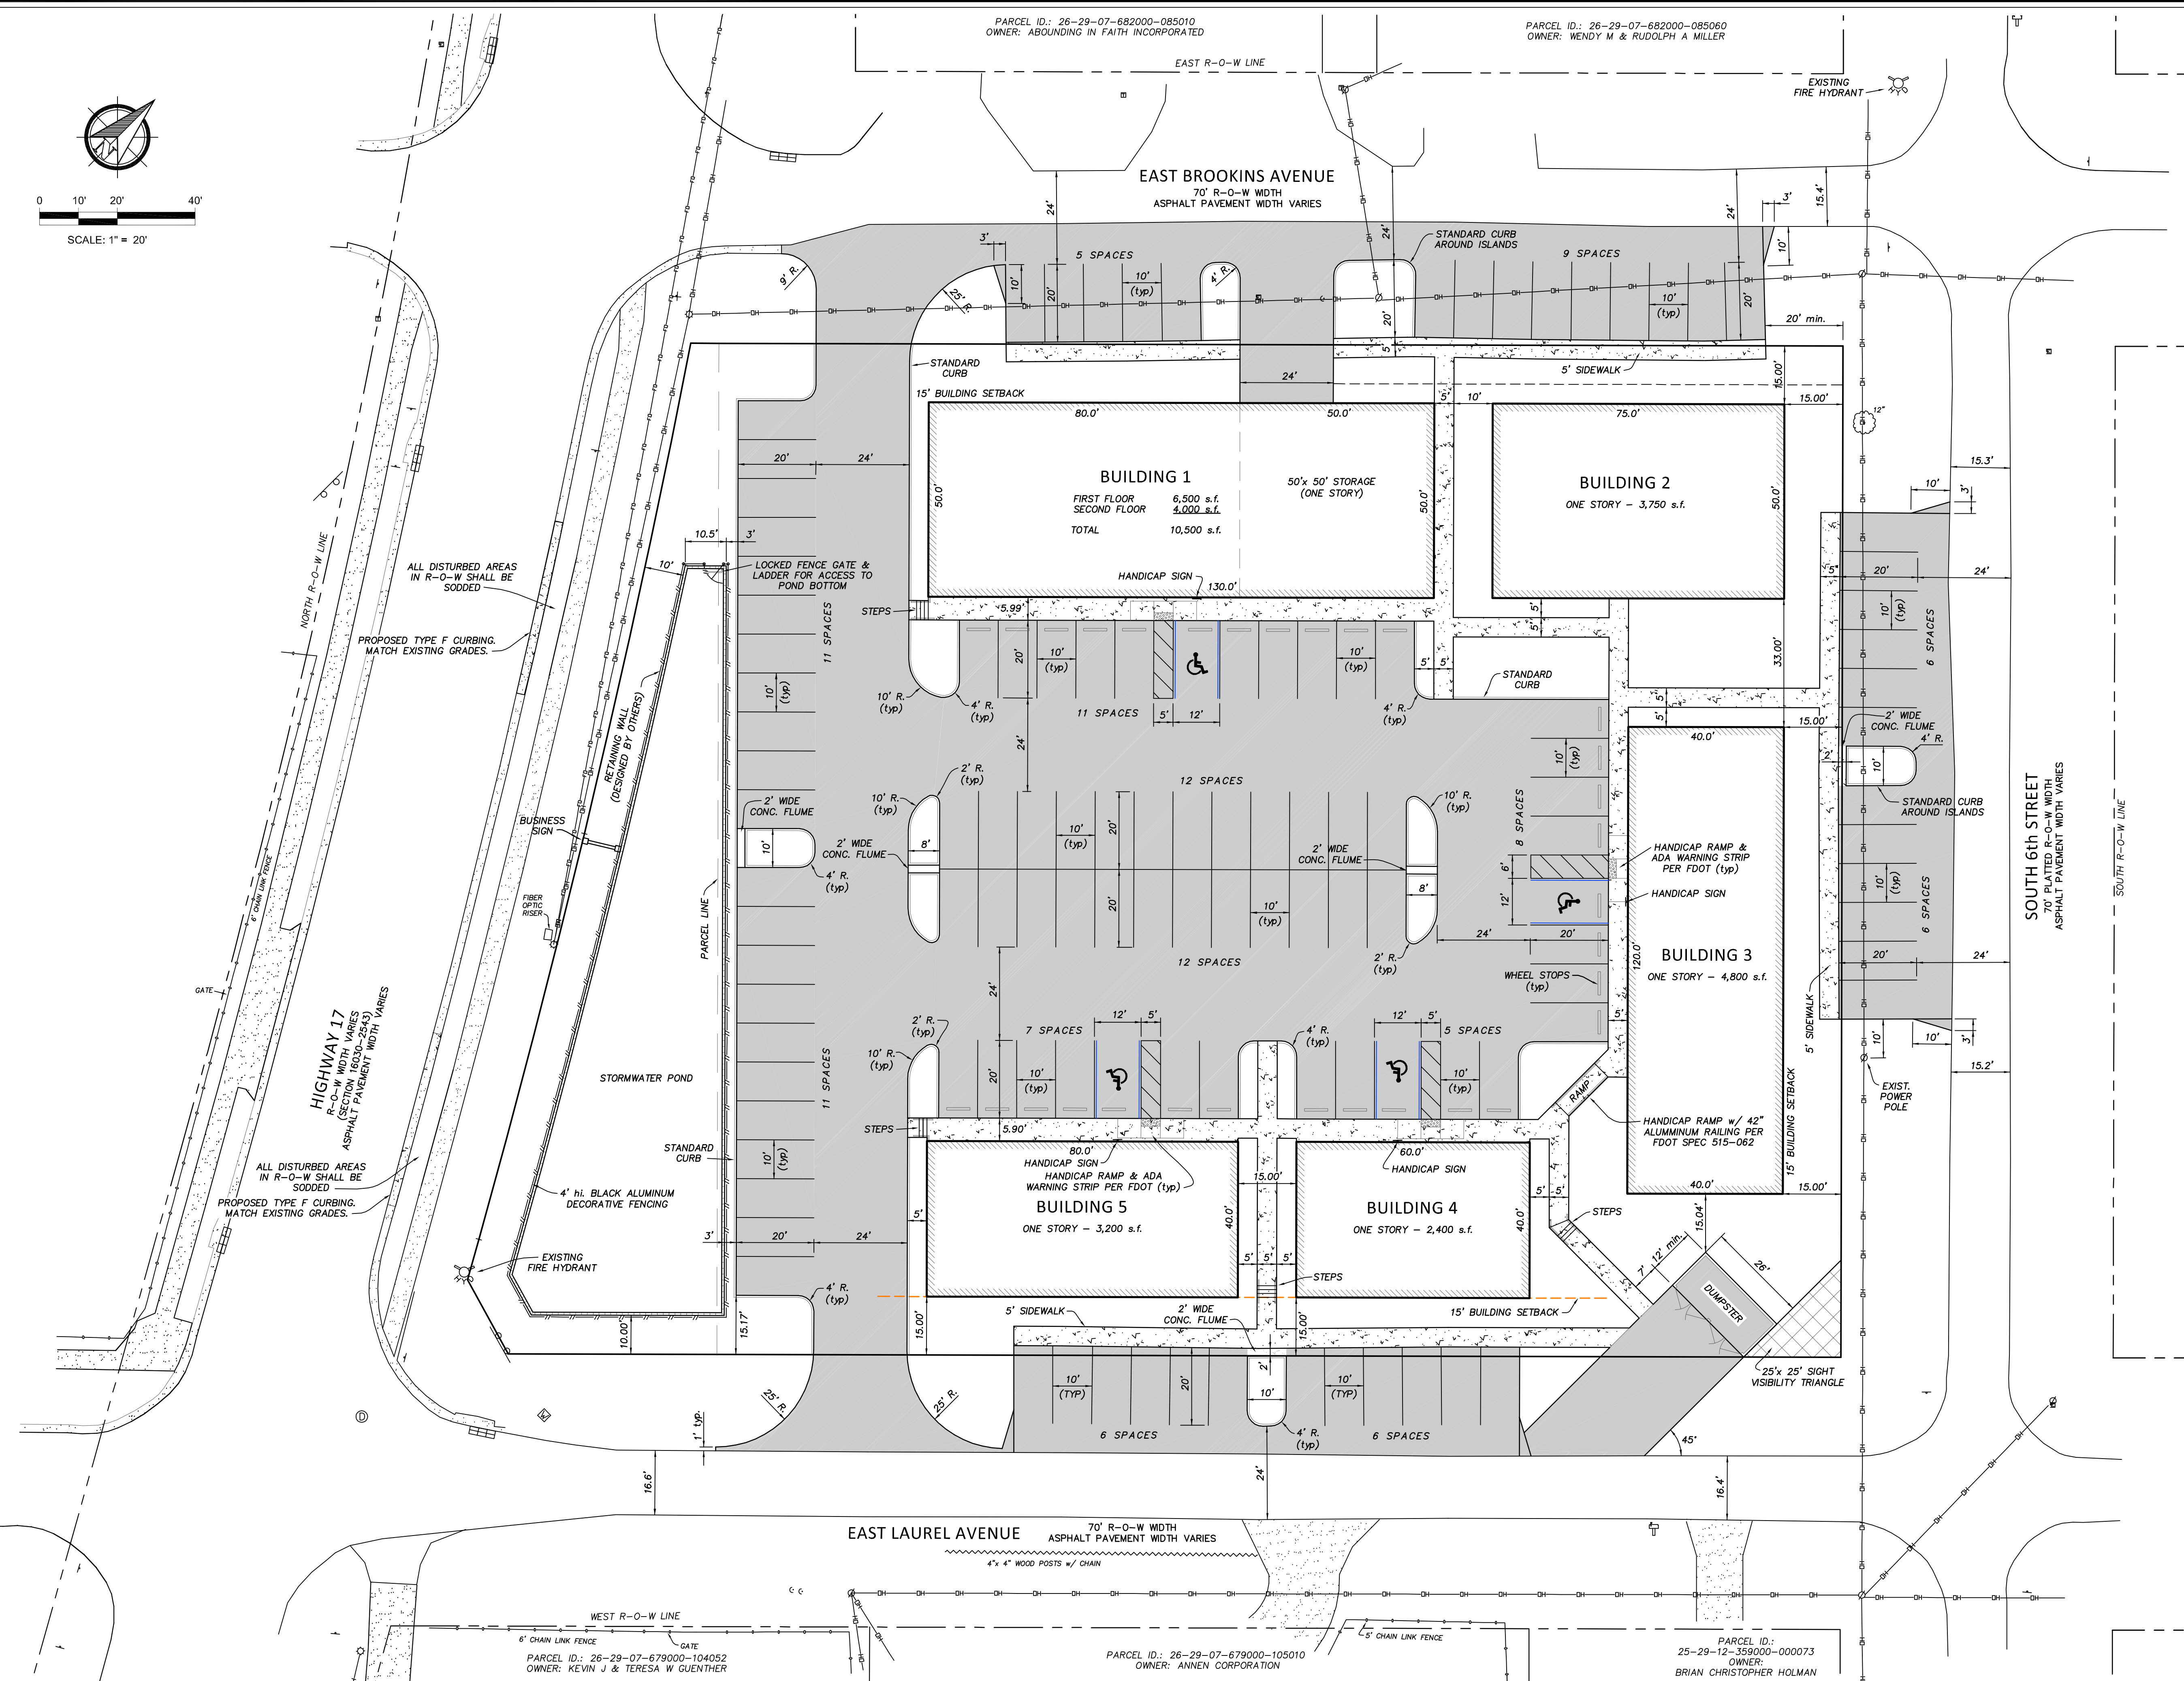 PARCEL ID.: 26-29-07-682000-085010
OWNER: ABOUNDING IN FAITH INCORPORATED
PARCEL ID.: 26-29-07-682000-085060
OWNER: WENDY M & RUDOLPH A MILLER
EAST R-O-W LINE
EXISTING
FIRE HYDRANT
0 10' 20' 40'
SCALE: 1" = 20'
EAST BROOKINS AVENUE
70' R-O-W WIDTH
ASPHALT PAVEMENT WIDTH VARIES
24'
24'
24'
15.4'
3'
3'
5 SPACES
STANDARD CURB
AROUND ISLANDS
9 SPACES
9' R.
25' R.
10'
20'
10'
(typ)
4' R.
20'
5'
10'
(typ)
20'
10'
20' min.
STANDARD
CURB
24'
5' SIDEWALK
15.00'
15.00'
15' BUILDING SETBACK
80.0'
50.0'
5'
10'
75.0'
12"
20'
24'
50.0'
BUILDING 1
FIRST FLOOR 6,500 s.f.
SECOND FLOOR 4,000 s.f.
TOTAL 10,500 s.f.
50'x 50' STORAGE
(ONE STORY)
50.0'
BUILDING 2
ONE STORY - 3,750 s.f.
50.0'
15.3'
10'
3'
NORTH R-O-W LINE
ALL DISTURBED AREAS
IN R-O-W SHALL BE
SODDED
10.5'
3'
10'
LOCKED FENCE GATE &
LADDER FOR ACCESS TO
POND BOTTOM
HANDICAP SIGN
130.0'
5'
20'
24'
STEPS
5.99'
5'
5'
11 SPACES
10'
(typ)
6 SPACES
PROPOSED TYPE F CURBING.
MATCH EXISTING GRADES.
10'
(typ)
20'
10'
(typ)
10'
(typ)
5'
5'
STANDARD
CURB
33.00'
10' R.
(typ)
4' R.
(typ)
11 SPACES
5'
12'
4' R.
(typ)
5'
5'
15.00'
2' WIDE
CONC. FLUME
4' R.
RETAINING WALL
(DESIGNED BY OTHERS)
24'
40.0'
10'
(typ)
2'
10'
2' R.
(typ)
12 SPACES
10' R.
(typ)
10' R.
(typ)
2' WIDE
CONC. FLUME
STANDARD CURB
AROUND ISLANDS
BUSINESS
SIGN
10'
10'
(typ)
20'
8 SPACES
2' WIDE
CONC. FLUME
8'
2' WIDE
CONC. FLUME
HANDICAP RAMP &
ADA WARNING STRIP
PER FDOT (typ)
SOUTH 6th STREET
70' PLATTED R-O-W WIDTH
ASPHALT PAVEMENT WIDTH VARIES
SOUTH R-O-W LINE
6' CHAIN LINK FENCE
4' R.
(typ)
6'
12'
8'
10'
(typ)
FIBER
OPTIC
RISER
HANDICAP SIGN
20'
10'
(typ)
6 SPACES
PARCEL LINE
24'
20'
2' R.
(typ)
12 SPACES
120.0'
BUILDING 3
ONE STORY - 4,800 s.f.
20'
24'
GATE
WHEEL STOPS
(typ)
24'
HIGHWAY 17
R-O-W WIDTH VARIES
(SECTION 16030-2543)
ASPHALT PAVEMENT WIDTH VARIES
2' R.
(typ)
7 SPACES
12'
5'
4' R.
(typ)
12'
5'
5 SPACES
5'
5' SIDEWALK
10'
10'
3'
10' R.
(typ)
11 SPACES
STORMWATER POND
20'
10'
(typ)
10'
(typ)
RAMP
15.2'
EXIST.
POWER
POLE
STEPS
5.90'
HANDICAP RAMP w/ 42"
ALUMMINUM RAILING PER
FDOT SPEC 515-062
15' BUILDING SETBACK
STANDARD
CURB
10'
(typ)
80.0'
HANDICAP SIGN
HANDICAP RAMP & ADA
WARNING STRIP PER FDOT (typ)
60.0'
HANDICAP SIGN
ALL DISTURBED AREAS
IN R-O-W SHALL BE
SODDED
PROPOSED TYPE F CURBING.
MATCH EXISTING GRADES.
4' hi. BLACK ALUMINUM
DECORATIVE FENCING
15.00'
40.0'
15.00'
5'
BUILDING 5
ONE STORY - 3,200 s.f.
40.0'
BUILDING 4
ONE STORY - 2,400 s.f.
40.0'
5'
5'
STEPS
15.04'
3'
20'
24'
EXISTING
FIRE HYDRANT
5'
5'
5'
STEPS
7'
12' min.
26'
DUMPSTER
4' R.
(typ)
10.00'
15.17'
15.00'
5' SIDEWALK
2' WIDE
CONC. FLUME
15.00'
15' BUILDING SETBACK
2'
25'x 25' SIGHT
VISIBILITY TRIANGLE
25' R.
25' R.
10'
(TYP)
20'
10'
10'
(TYP)
1' typ.
6 SPACES
4' R.
(typ)
6 SPACES
45°
D
16.6'
24'
16.4'
EAST LAUREL AVENUE
70' R-O-W WIDTH
ASPHALT PAVEMENT WIDTH VARIES
4"x 4" WOOD POSTS w/ CHAIN
WEST R-O-W LINE
6' CHAIN LINK FENCE
GATE
5' CHAIN LINK FENCE
PARCEL ID.: 26-29-07-679000-104052
OWNER: KEVIN J & TERESA W GUENTHER
PARCEL ID.: 26-29-07-679000-105010
OWNER: ANNEN CORPORATION
PARCEL ID.:
25-29-12-359000-000073
OWNER:
BRIAN CHRISTOPHER HOLMAN